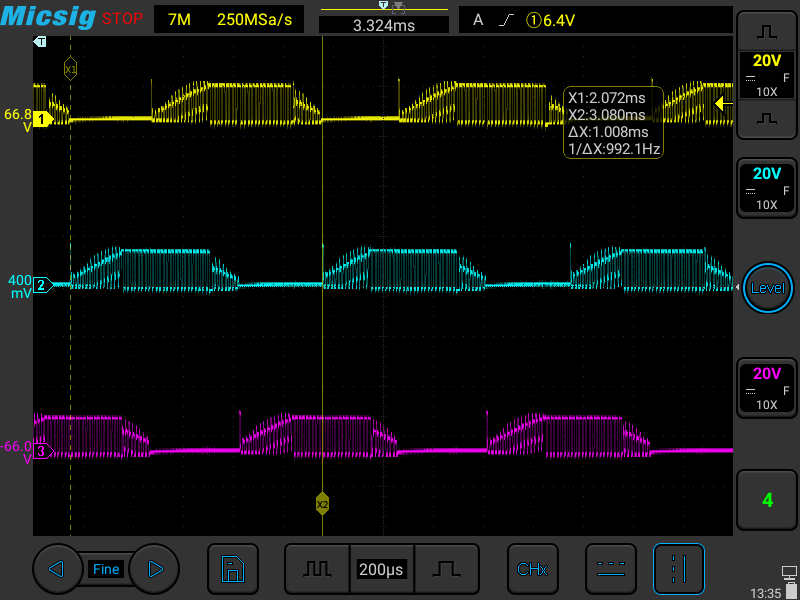 Micsig STOP 7M 250MSa/s 3.324ms A ①6.4V
T
X1
20V
F
10X
66.8 V 1
X1:2.072ms
X2:3.080ms
ΔX:1.008ms
1/ΔX:992.1Hz
20V
F
10X
400 mV 2
Level
20V
F
10X
-66.0 V 3
X2
4
Fine 200μs CHx
13:35